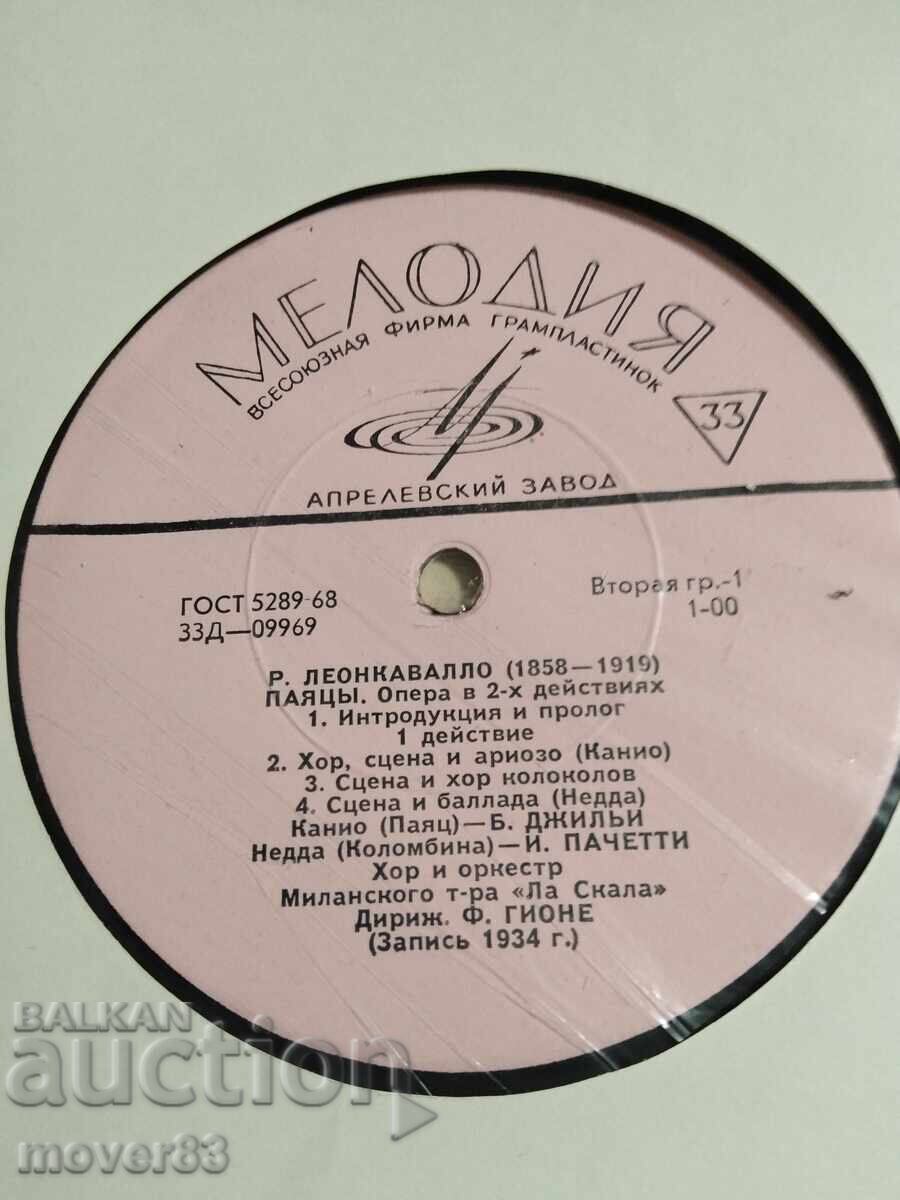 МЕЛОДИЯ
ВСЕСОЮЗНАЯ ФИРМА ГРАМПЛАСТИНОК
33
АПРЕЛЕВСКИЙ ЗАВОД
ГОСТ 5289-68
33Д—09969
Вторая гр.-1
1-00
Р. ЛЕОНКАВАЛЛО (1858—1919)
ПАЯЦЫ. Опера в 2-х действиях
1. Интродукция и пролог
1 действие
2. Хор, сцена и ариозо (Канио)
3. Сцена и хор колоколов
4. Сцена и баллада (Недда)
Канио (Паяц)—Б. ДЖИЛЬИ
Недда (Коломбина)—И. ПАЧЕТТИ
Хор и оркестр
Миланского т-ра «Ла Скала»
Дириж. Ф. ГИОНЕ
(Запись 1934 г.)
BALKAN
auction
mover83